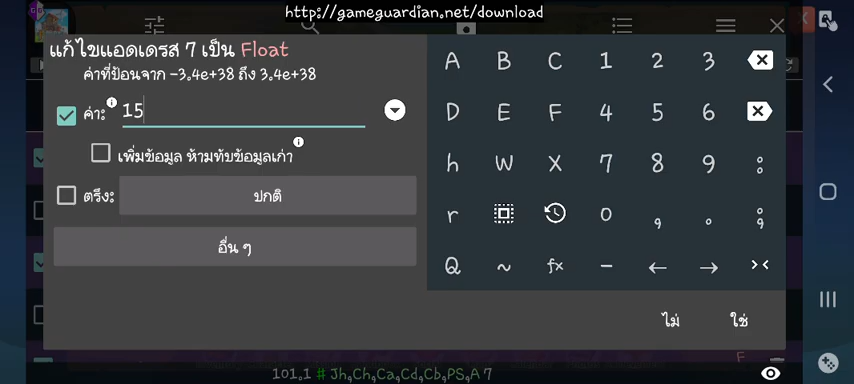 http://gameguardian.net/download
แก้ไขแอดเดรส 7 เป็น Float
ค่าที่ป้อนจาก -3.4e+38 ถึง 3.4e+38
ค่า: 15
เพิ่มข้อมูล ห้ามทับข้อมูลเก่า
ตรึง: ปกติ
อื่น ๆ
A B C 1 2 3
D E F 4 5 6
h W X 7 8 9 :
r 0 , . ;
Q ~ fx - ← → ><
ไม่ ใช่
F
101.1 # Jh,Ch,Ca,Cd,Cb,PS,A 7